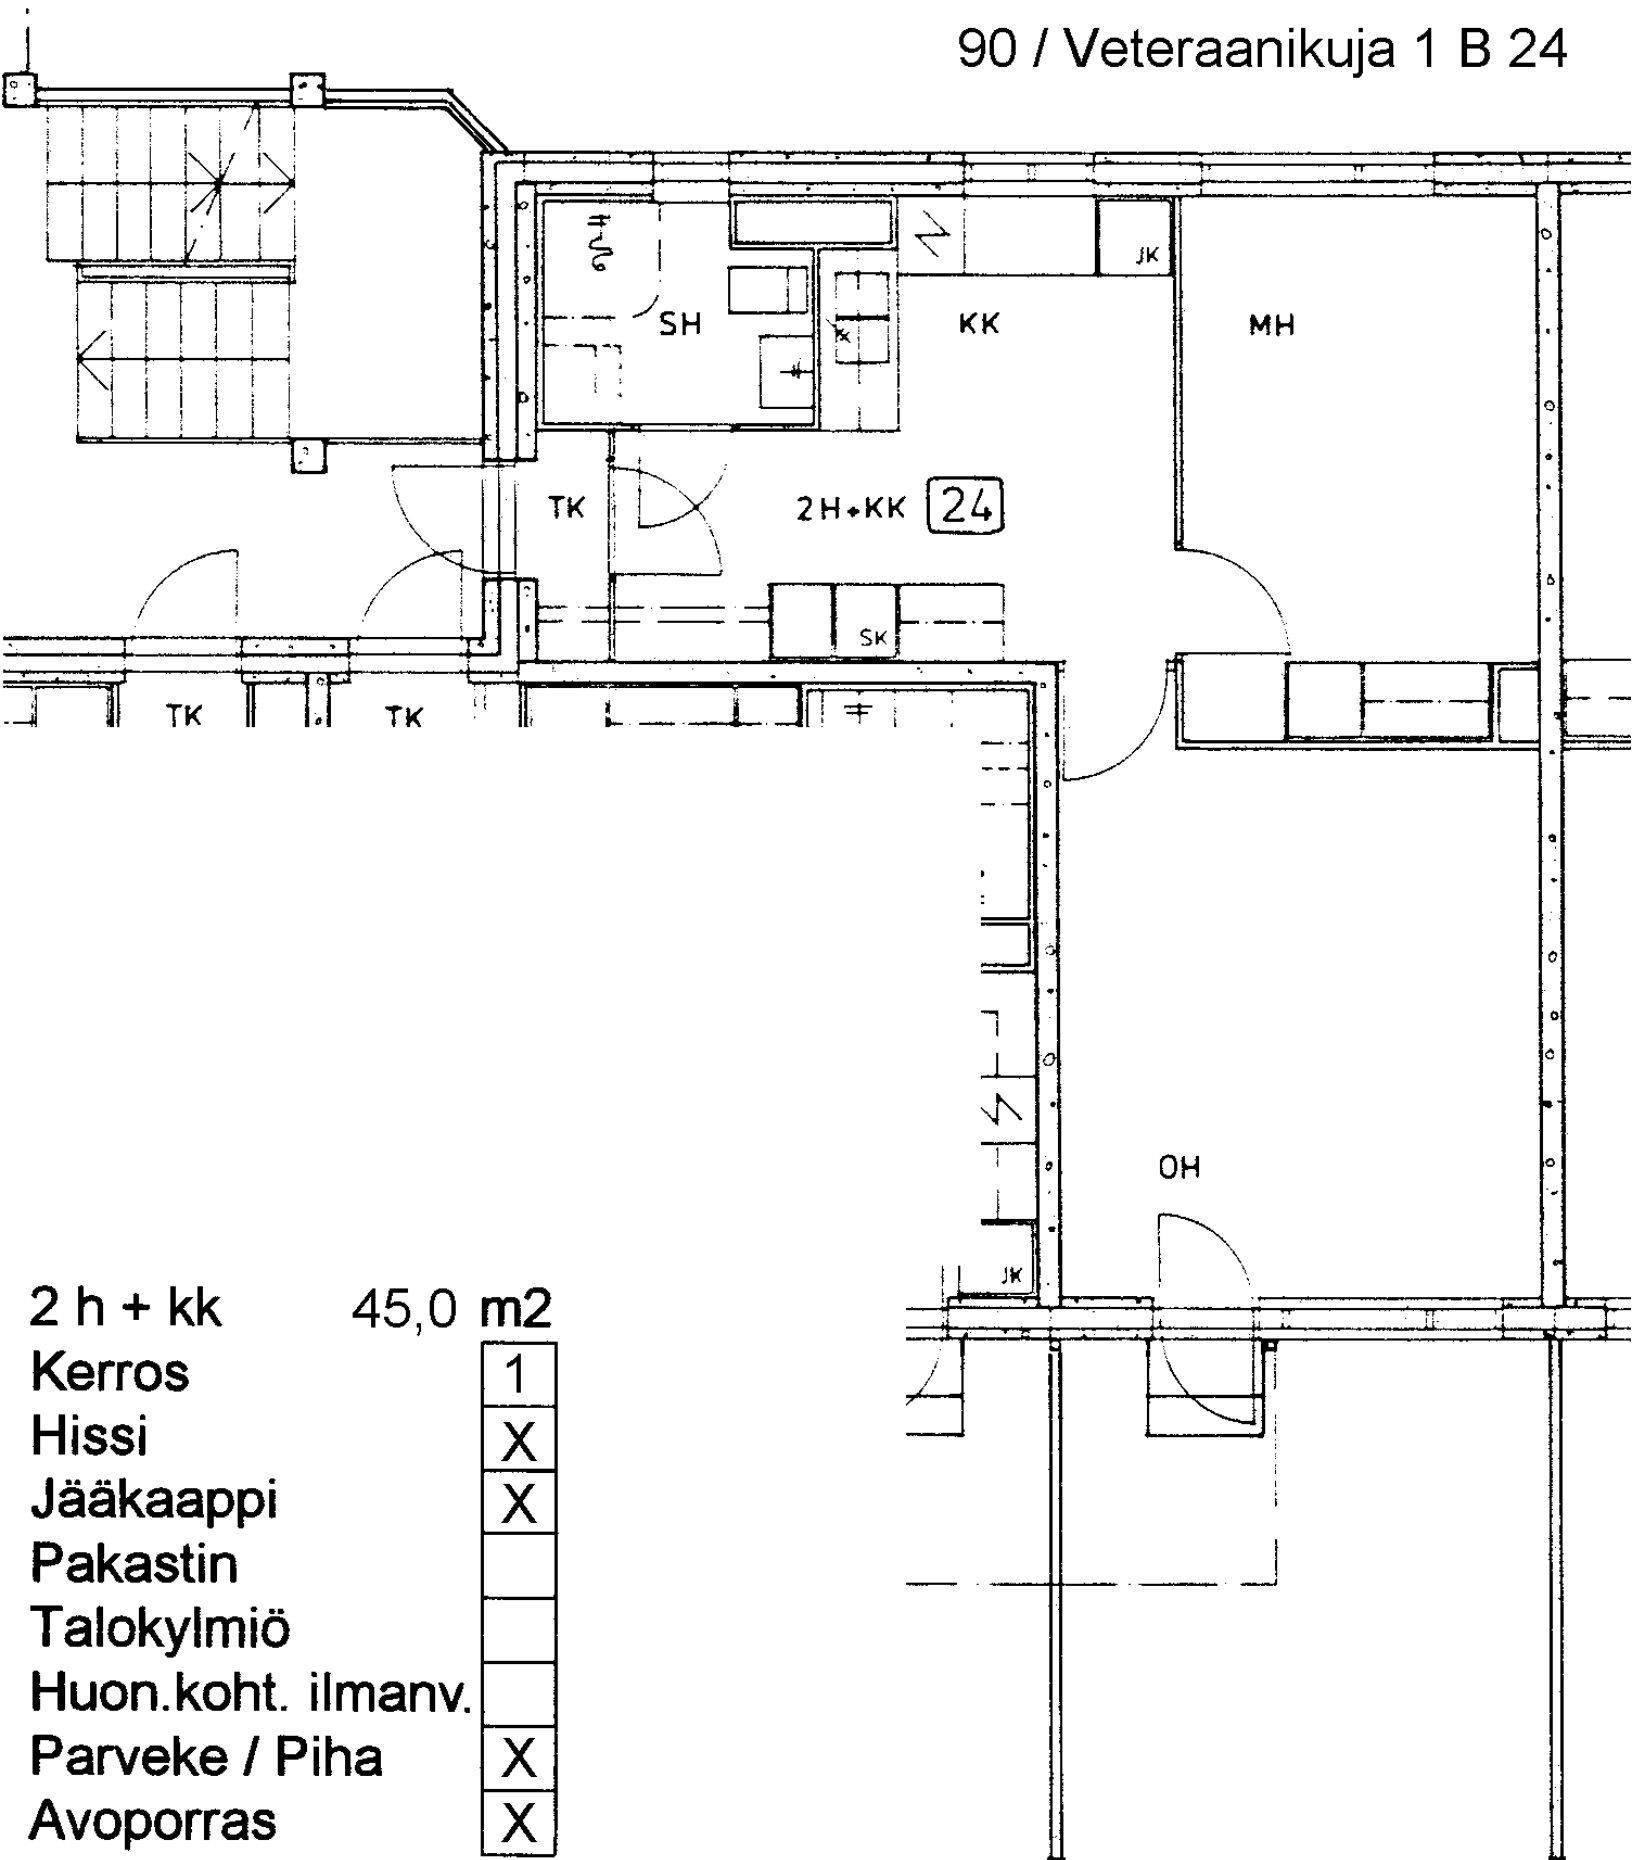 90 / Veteraanikuja 1 B 24
JK
SH
KK
MH
TK
2H+KK
24
SK
TK
TK
OH
JK
2 h + kk 45,0 m2
Kerros 1
Hissi X
Jääkaappi X
Pakastin
Talokylmiö
Huon.koht. ilmanv.
Parveke / Piha X
Avoporras X